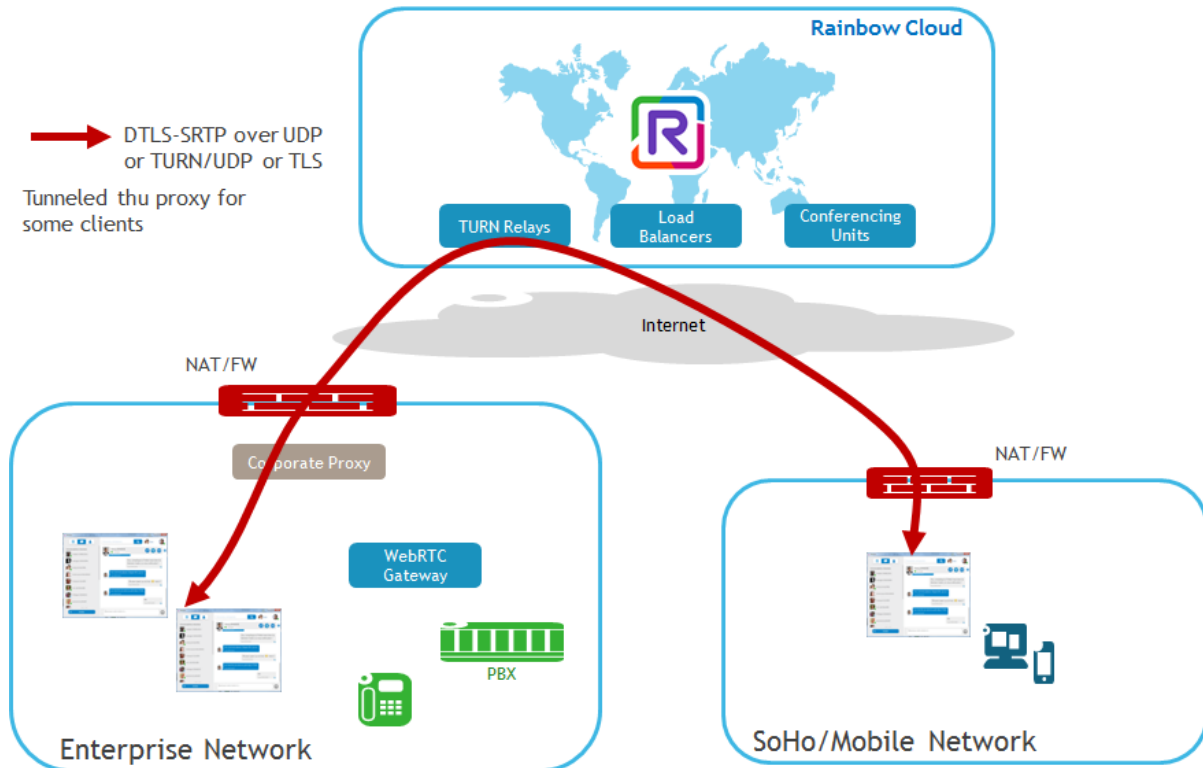 Rainbow Cloud
R
DTLS-SRTP over UDP
or TURN/UDP or TLS
Tunneled thu proxy for
some clients
TURN Relays
Load
Balancers
Conferencing
Units
Internet
NAT/FW
Corporate Proxy
NAT/FW
WebRTC
Gateway
PBX
Enterprise Network
SoHo/Mobile Network